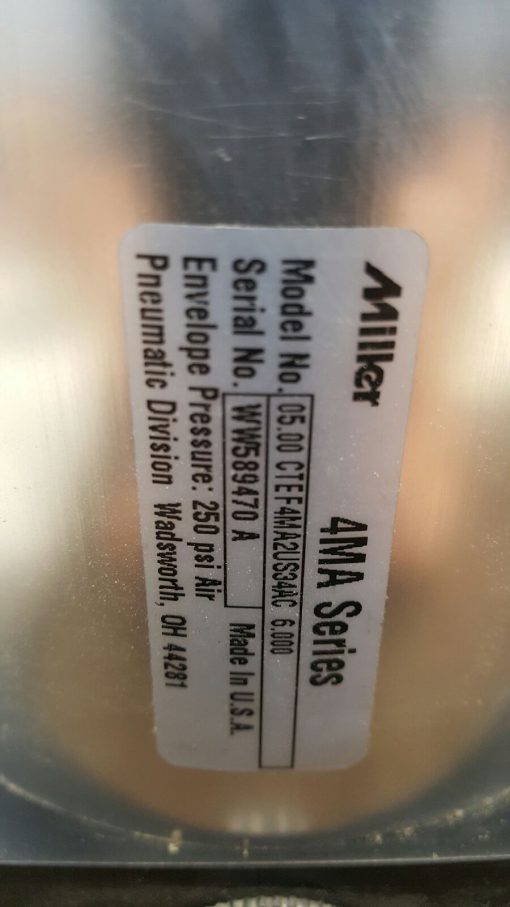 Miller 4MA Series
Model No. 05.00 CTEF4MA2US34AC 6.000
Serial No. WW589470 A Made In U.S.A.
Envelope Pressure: 250 psi Air
Pneumatic Division Wadsworth, OH 44281